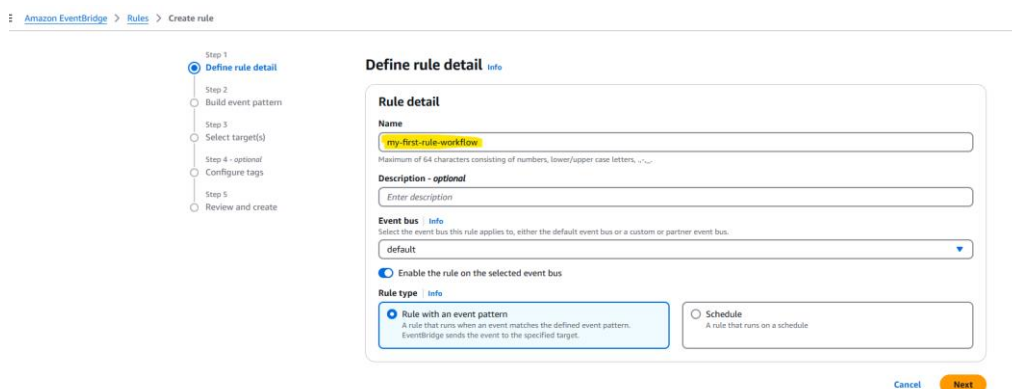 Amazon EventBridge > Rules > Create rule
Step 1
Define rule detail
Step 2
Build event pattern
Step 3
Select target(s)
Step 4 - optional
Configure tags
Step 5
Review and create
Define rule detail Info
Rule detail
Name
my-first-rule-workflow
Maximum of 64 characters consisting of numbers, lower/upper case letters, .,-,_.
Description - optional
Enter description
Event bus Info
Select the event bus this rule applies to, either the default event bus or a custom or partner event bus.
default
Enable the rule on the selected event bus
Rule type Info
Rule with an event pattern
A rule that runs when an event matches the defined event pattern.
EventBridge sends the event to the specified target.
Schedule
A rule that runs on a schedule
Cancel
Next